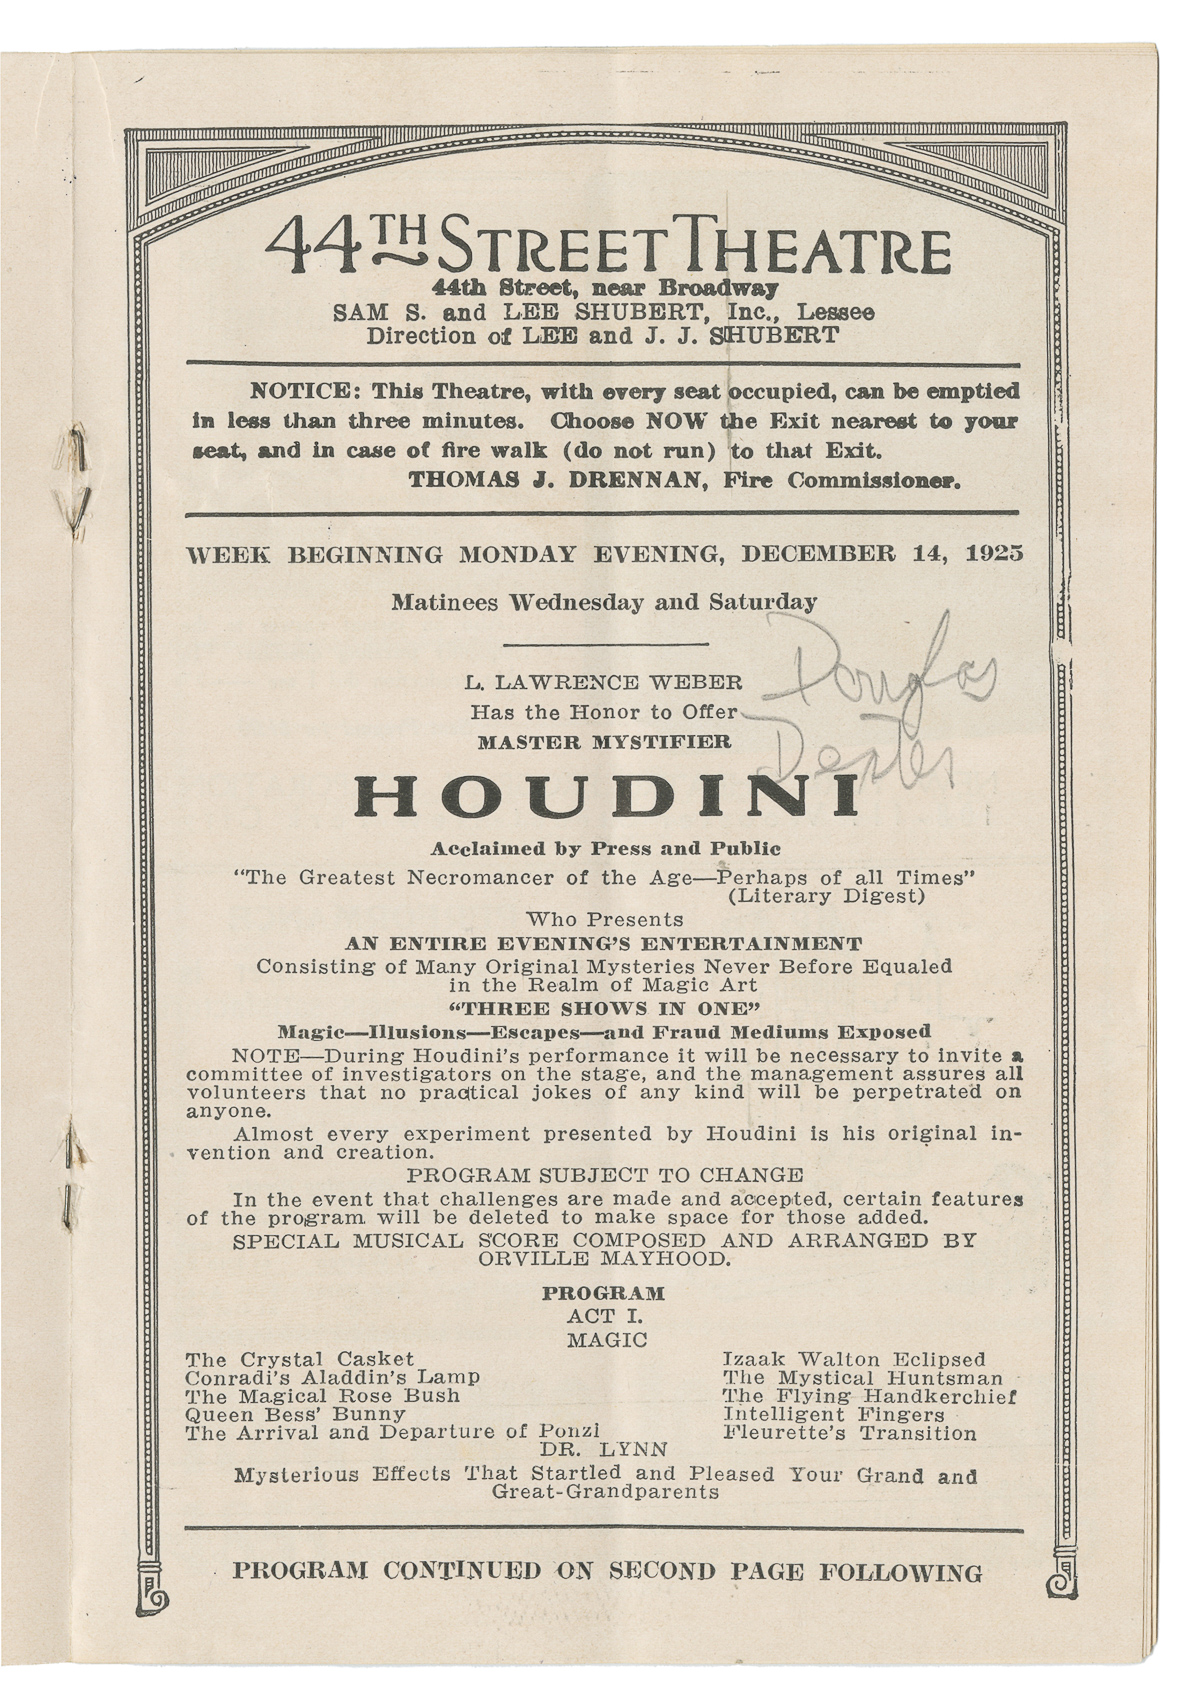 44TH STREET THEATRE
44th Street, near Broadway
SAM S. and LEE SHUBERT, Inc., Lessee
Direction of LEE and J. J. SHUBERT
NOTICE: This Theatre, with every seat occupied, can be emptied
in less than three minutes. Choose NOW the Exit nearest to your
seat, and in case of fire walk (do not run) to that Exit.
THOMAS J. DRENNAN, Fire Commissioner.
WEEK BEGINNING MONDAY EVENING, DECEMBER 14, 1925
Matinees Wednesday and Saturday
Douglas
L. LAWRENCE WEBER
Has the Honor to Offer
Dexter
MASTER MYSTIFIER
HOUDINI
Acclaimed by Press and Public
"The Greatest Necromancer of the Age—Perhaps of all Times"
(Literary Digest)
Who Presents
AN ENTIRE EVENING'S ENTERTAINMENT
Consisting of Many Original Mysteries Never Before Equaled
in the Realm of Magic Art
"THREE SHOWS IN ONE"
Magic—Illusions—Escapes—and Fraud Mediums Exposed
NOTE—During Houdini's performance it will be necessary to invite a
committee of investigators on the stage, and the management assures all
volunteers that no practical jokes of any kind will be perpetrated on
anyone.
Almost every experiment presented by Houdini is his original in-
vention and creation.
PROGRAM SUBJECT TO CHANGE
In the event that challenges are made and accepted, certain features
of the program will be deleted to make space for those added.
SPECIAL MUSICAL SCORE COMPOSED AND ARRANGED BY
ORVILLE MAYHOOD.
PROGRAM
ACT I.
MAGIC
The Crystal Casket
Conradi's Aladdin's Lamp
The Magical Rose Bush
Queen Bess' Bunny
The Arrival and Departure of Ponzi
Izaak Walton Eclipsed
The Mystical Huntsman
The Flying Handkerchief
Intelligent Fingers
Fleurette's Transition
DR. LYNN
Mysterious Effects That Startled and Pleased Your Grand and
Great-Grandparents
PROGRAM CONTINUED ON SECOND PAGE FOLLOWING